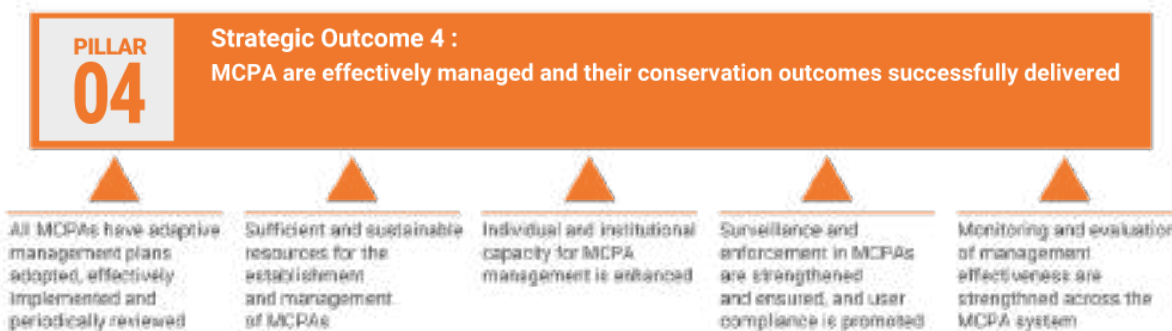 PILLAR
04
Strategic Outcome 4 :
MCPA are effectively managed and their conservation outcomes successfully delivered
All MCPAs have adaptive
management plans
adopted, effectively
implemented and
periodically reviewed
Sufficient and sustainable
resources for the
establishment
and management
of MCPAs
Individual and institutional
capacity for MCPA
management is enhanced
Surveillance and
enforcement in MCPAs
are strengthened
and ensured, and user
compliance is promoted
Monitoring and evaluation
of management
effectiveness are
strengthned across the
MCPA system